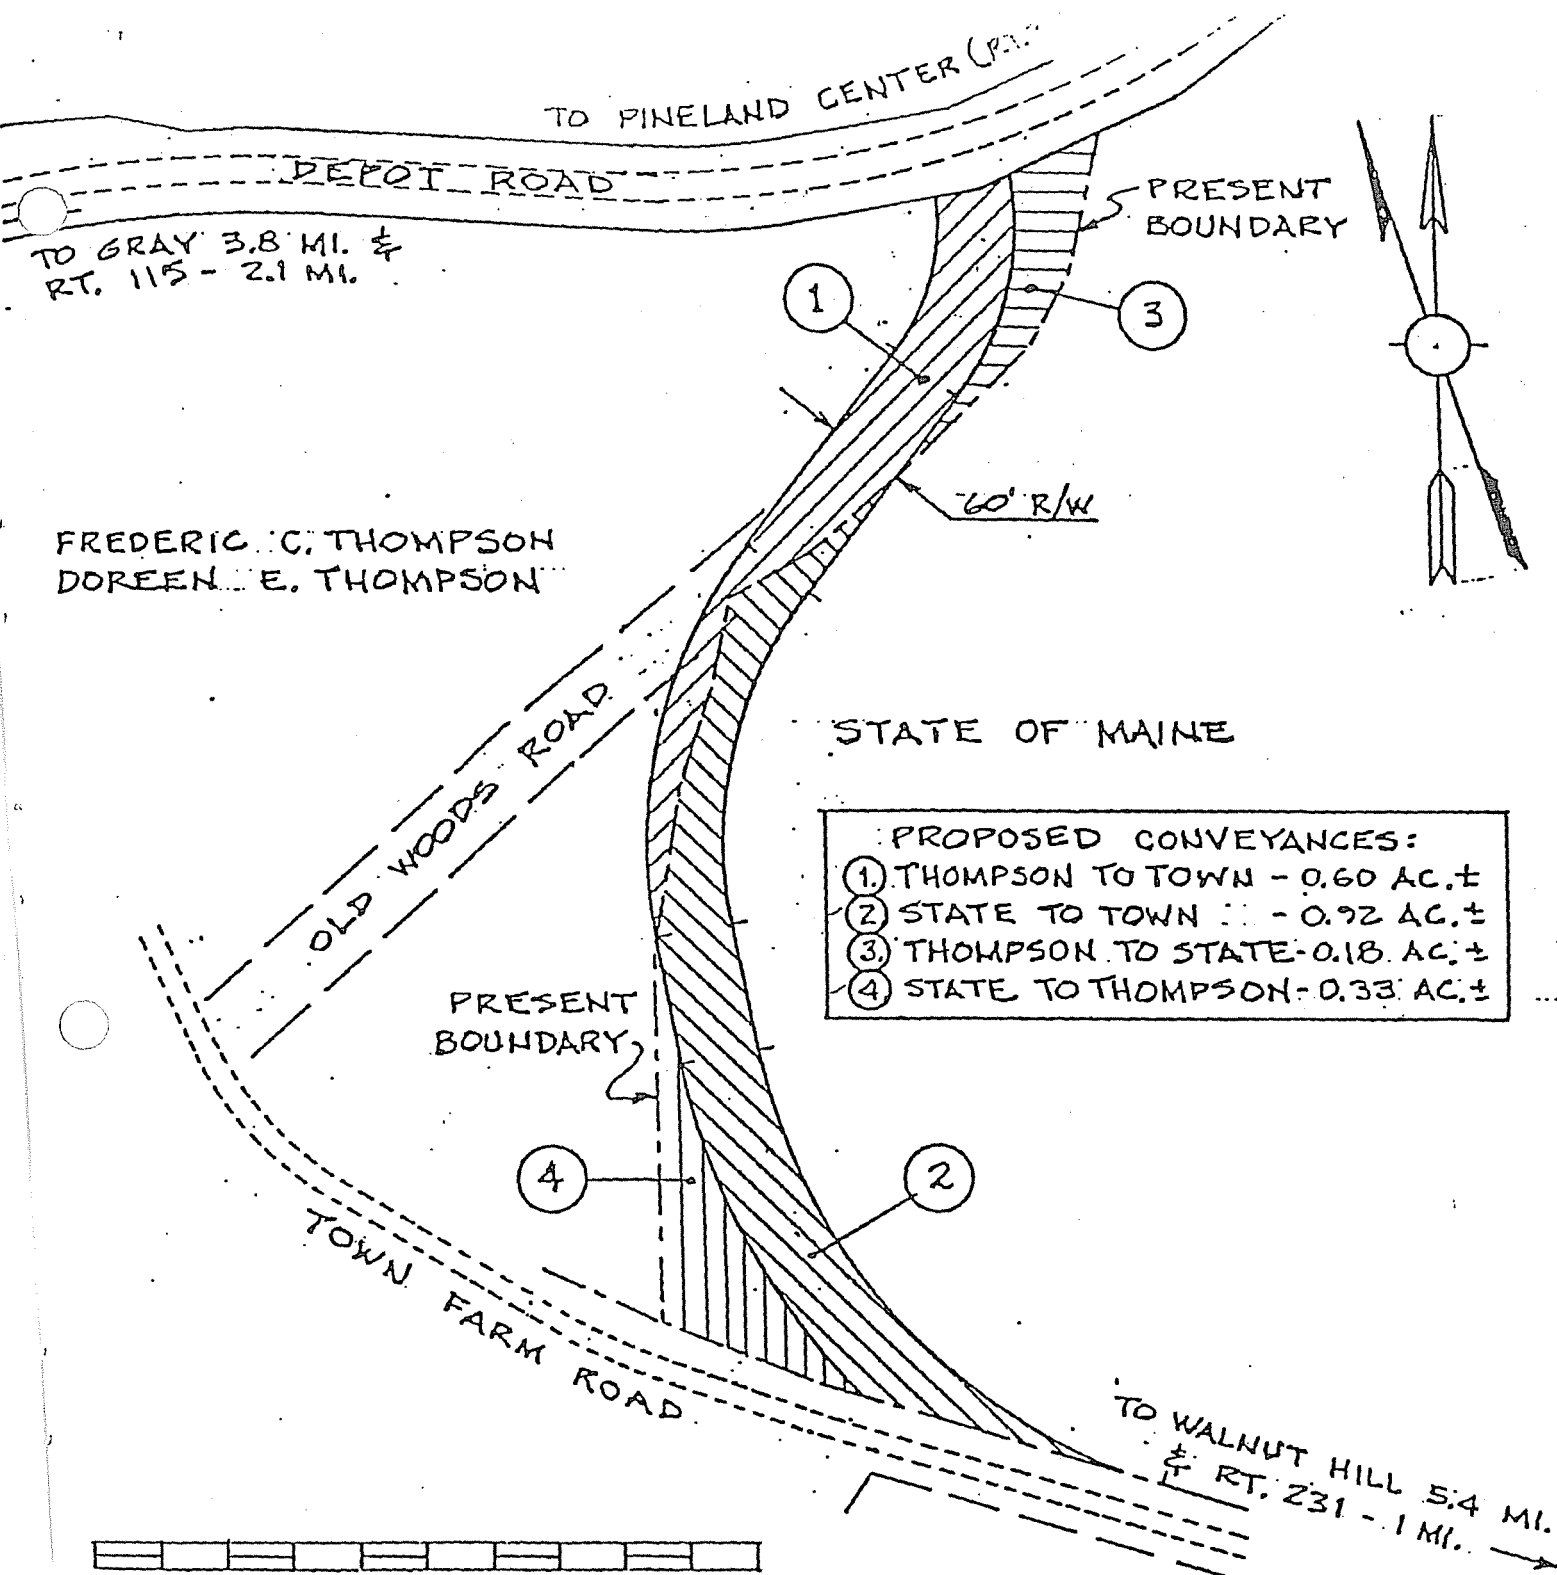 TO PINELAND CENTER
DEPOT ROAD
TO GRAY 3.8 MI. &
RT. 115 - 2.1 MI.
PRESENT
BOUNDARY
1
3
60' R/W
FREDERIC C. THOMPSON
DOREEN E. THOMPSON
OLD WOODS ROAD
STATE OF MAINE
PROPOSED CONVEYANCES:
1. THOMPSON TO TOWN - 0.60 AC.±
2 STATE TO TOWN - 0.92 AC.±
3. THOMPSON TO STATE - 0.18 AC.±
4 STATE TO THOMPSON - 0.33 AC.±
PRESENT
BOUNDARY
4
2
TOWN FARM ROAD
TO WALNUT HILL 5.4 MI.
& RT. 231 - .1 MI.